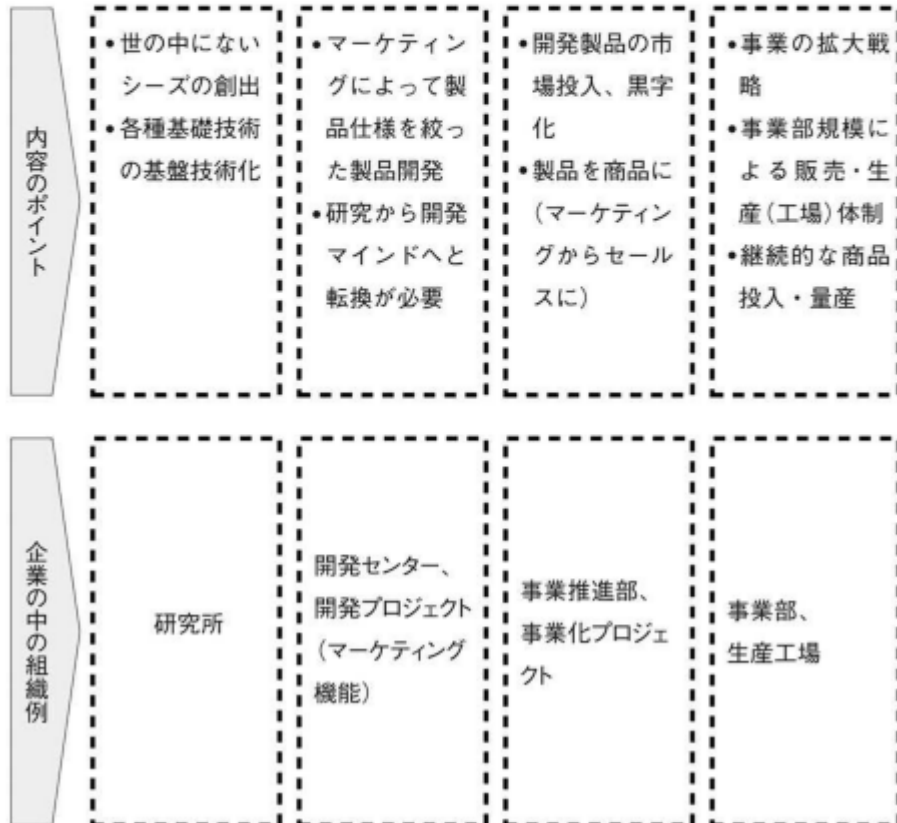 内容のポイント
•世の中にない
シーズの創出
•各種基礎技術
の基盤技術化
•マーケティン
グによって製
品仕様を絞っ
た製品開発
•研究から開発
マインドへと
転換が必要
•開発製品の市
場投入、黒字
化
•製品を商品に
(マーケティン
グからセール
スに)
•事業の拡大戦
略
•事業部規模に
よる販売・生
産(工場)体制
•継続的な商品
投入・量産
企業の中の組織例
研究所
開発センター、
開発プロジェクト
(マーケティング
機能)
事業推進部、
事業化プロジェ
クト
事業部、
生産工場